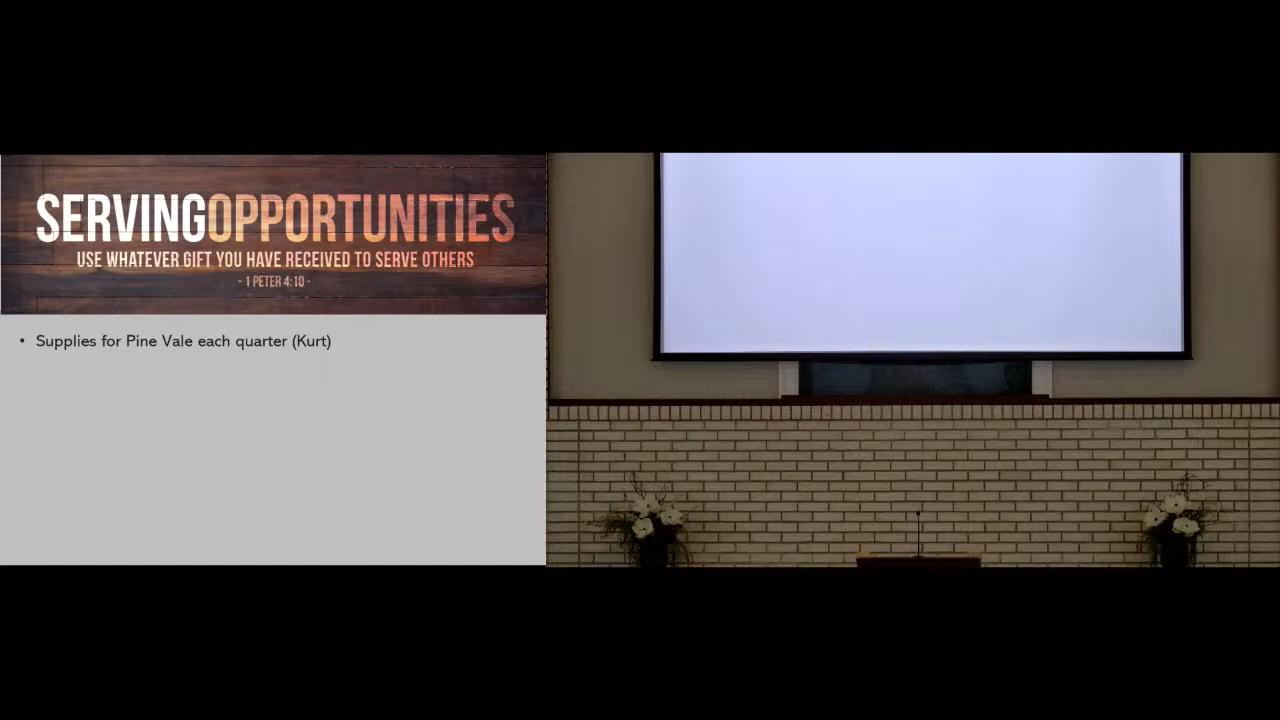 SERVINGOPPORTUNITIES
USE WHATEVER GIFT YOU HAVE RECEIVED TO SERVE OTHERS
- 1 PETER 4:10 -
• Supplies for Pine Vale each quarter (Kurt)